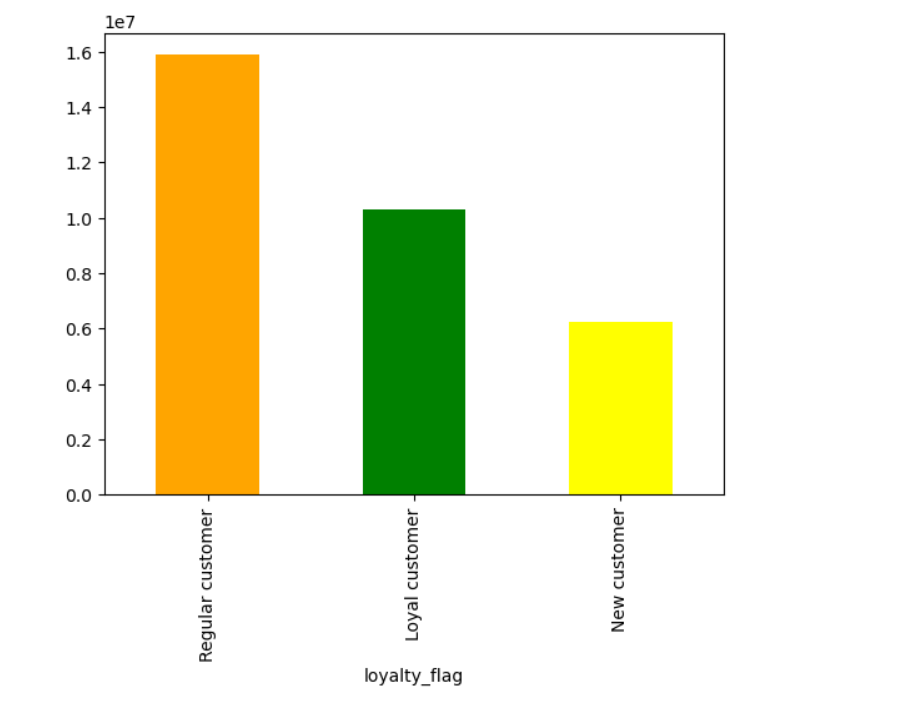 1e7
1.6
1.4
1.2
1.0
0.8
0.6
0.4
0.2
0.0
Regular customer
Loyal customer
New customer
loyalty_flag